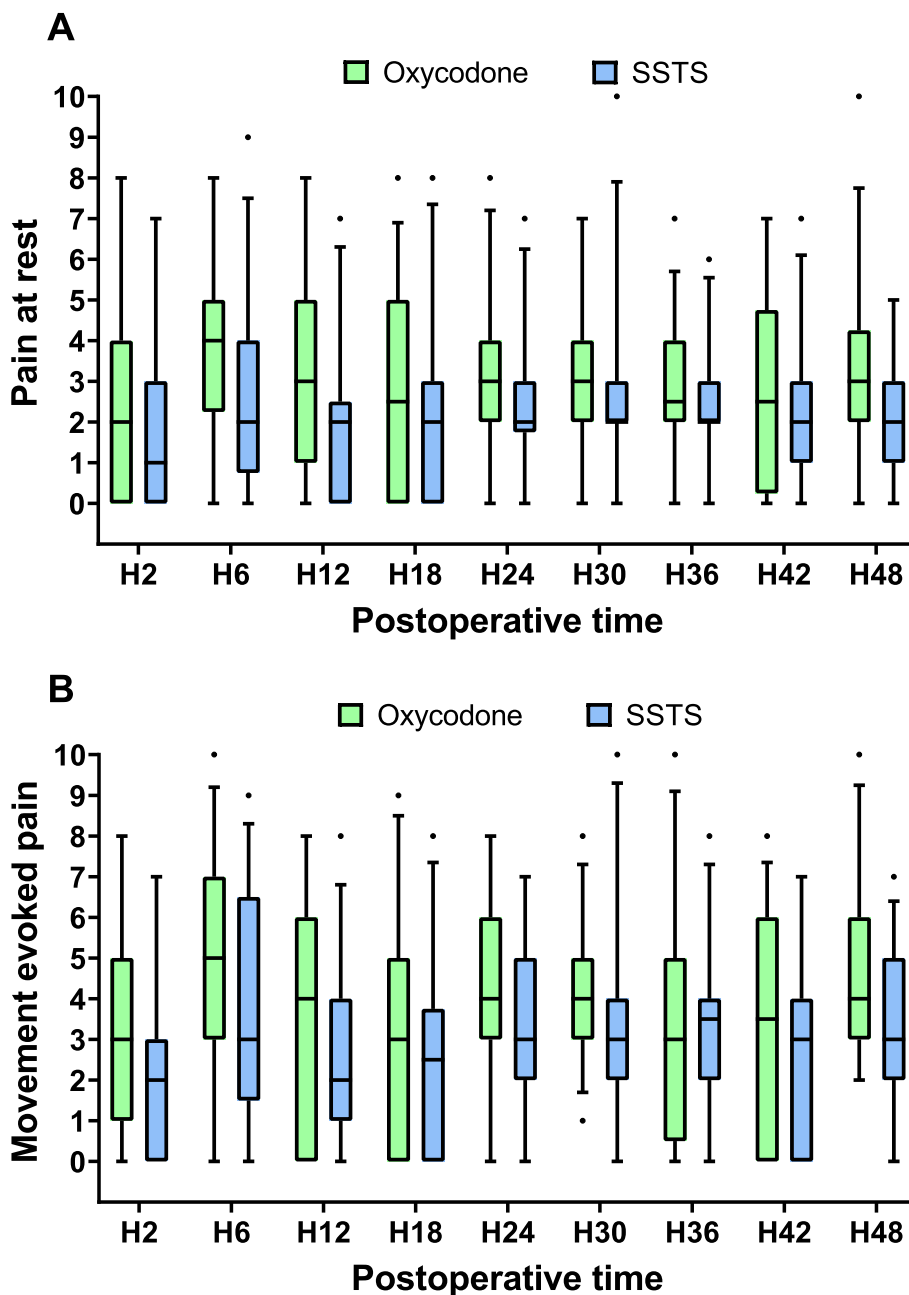 A
Oxycodone SSTS
10
9
8
7
6
5
4
3
2
1
0
Pain at rest
H2 H6 H12 H18 H24 H30 H36 H42 H48
Postoperative time
B
Oxycodone SSTS
10
9
8
7
6
5
4
3
2
1
0
Movement evoked pain
H2 H6 H12 H18 H24 H30 H36 H42 H48
Postoperative time